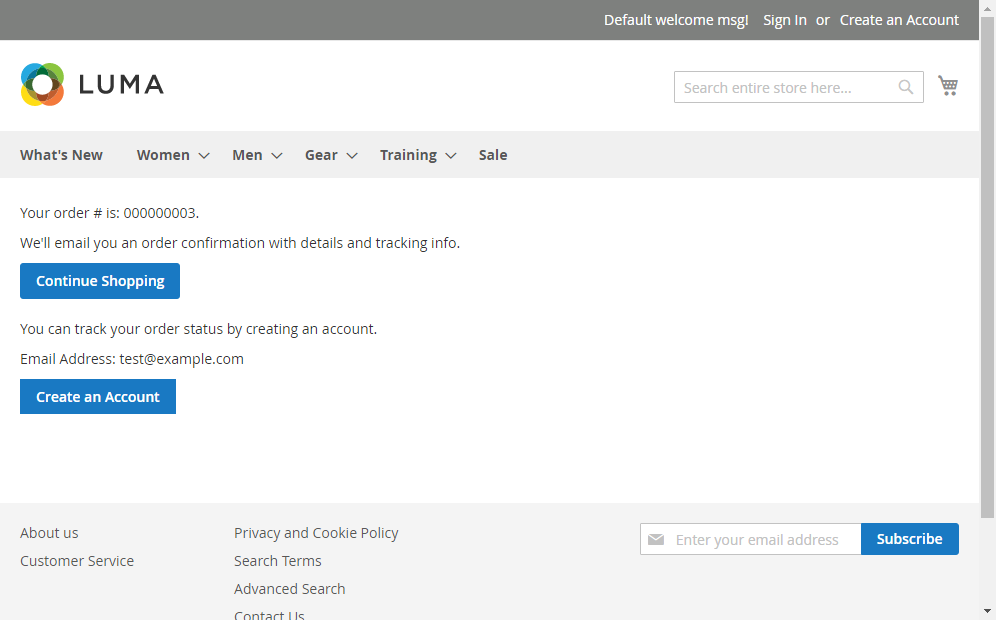 Default welcome msg! Sign In or Create an Account
LUMA
Search entire store here...
What's New Women Men Gear Training Sale
Your order # is: 000000003.
We'll email you an order confirmation with details and tracking info.
Continue Shopping
You can track your order status by creating an account.
Email Address: test@example.com
Create an Account
About us
Customer Service
Privacy and Cookie Policy
Search Terms
Advanced Search
Contact Us
Enter your email address
Subscribe